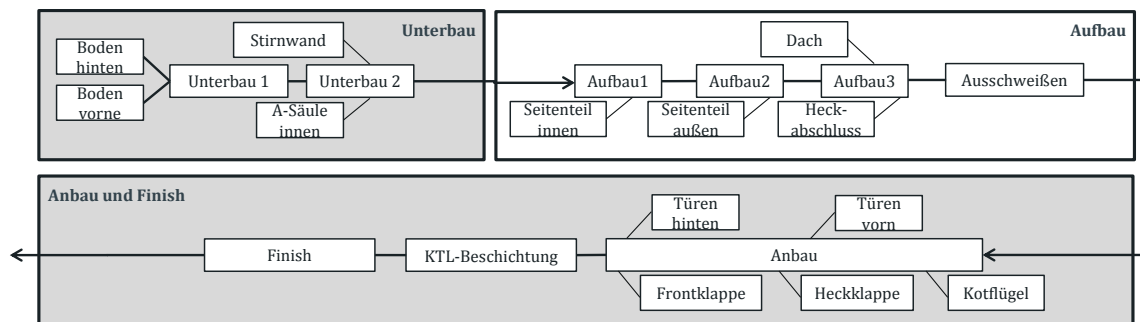 Unterbau
Boden
hinten
Boden
vorne
Unterbau 1
Stirnwand
Unterbau 2
A-Säule
innen
Aufbau
Aufbau1
Seitenteil
innen
Aufbau2
Seitenteil
außen
Dach
Aufbau3
Heck-
abschluss
Ausschweißen
Anbau und Finish
Türen
hinten
Türen
vorn
Finish
KTL-Beschichtung
Anbau
Frontklappe
Heckklappe
Kotflügel